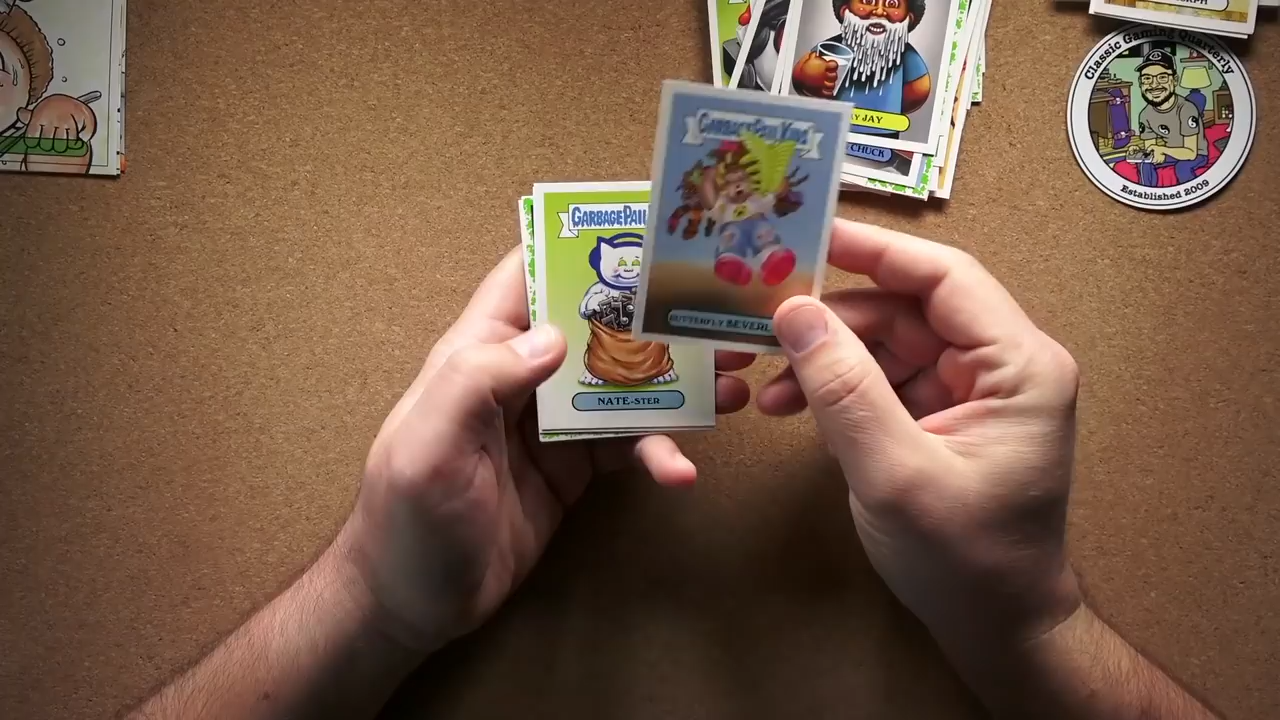 JAY
CHUCK
Classic Gaming Quarterly
Established 2009
GARBAGE PAIL KIDS
BUTTERFLY BEVERL
GARBAGE PAIL
NATE-STER